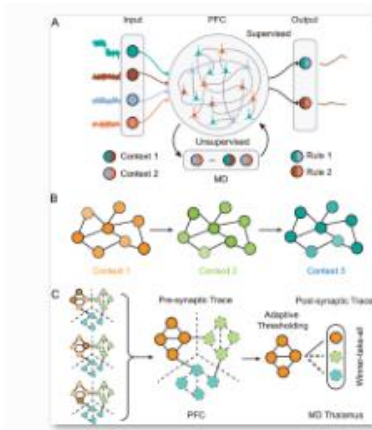 A
Input
PFC
Output
Supervised
Unsupervised
Context 1
Context 2
MD
Rule 1
Rule 2
B
Context 1
Context 2
Context 3
C
Pre-synaptic Trace
Post-synaptic Trace
Adaptive
Thresholding
Winner-take-all
PFC
MD Thalamus